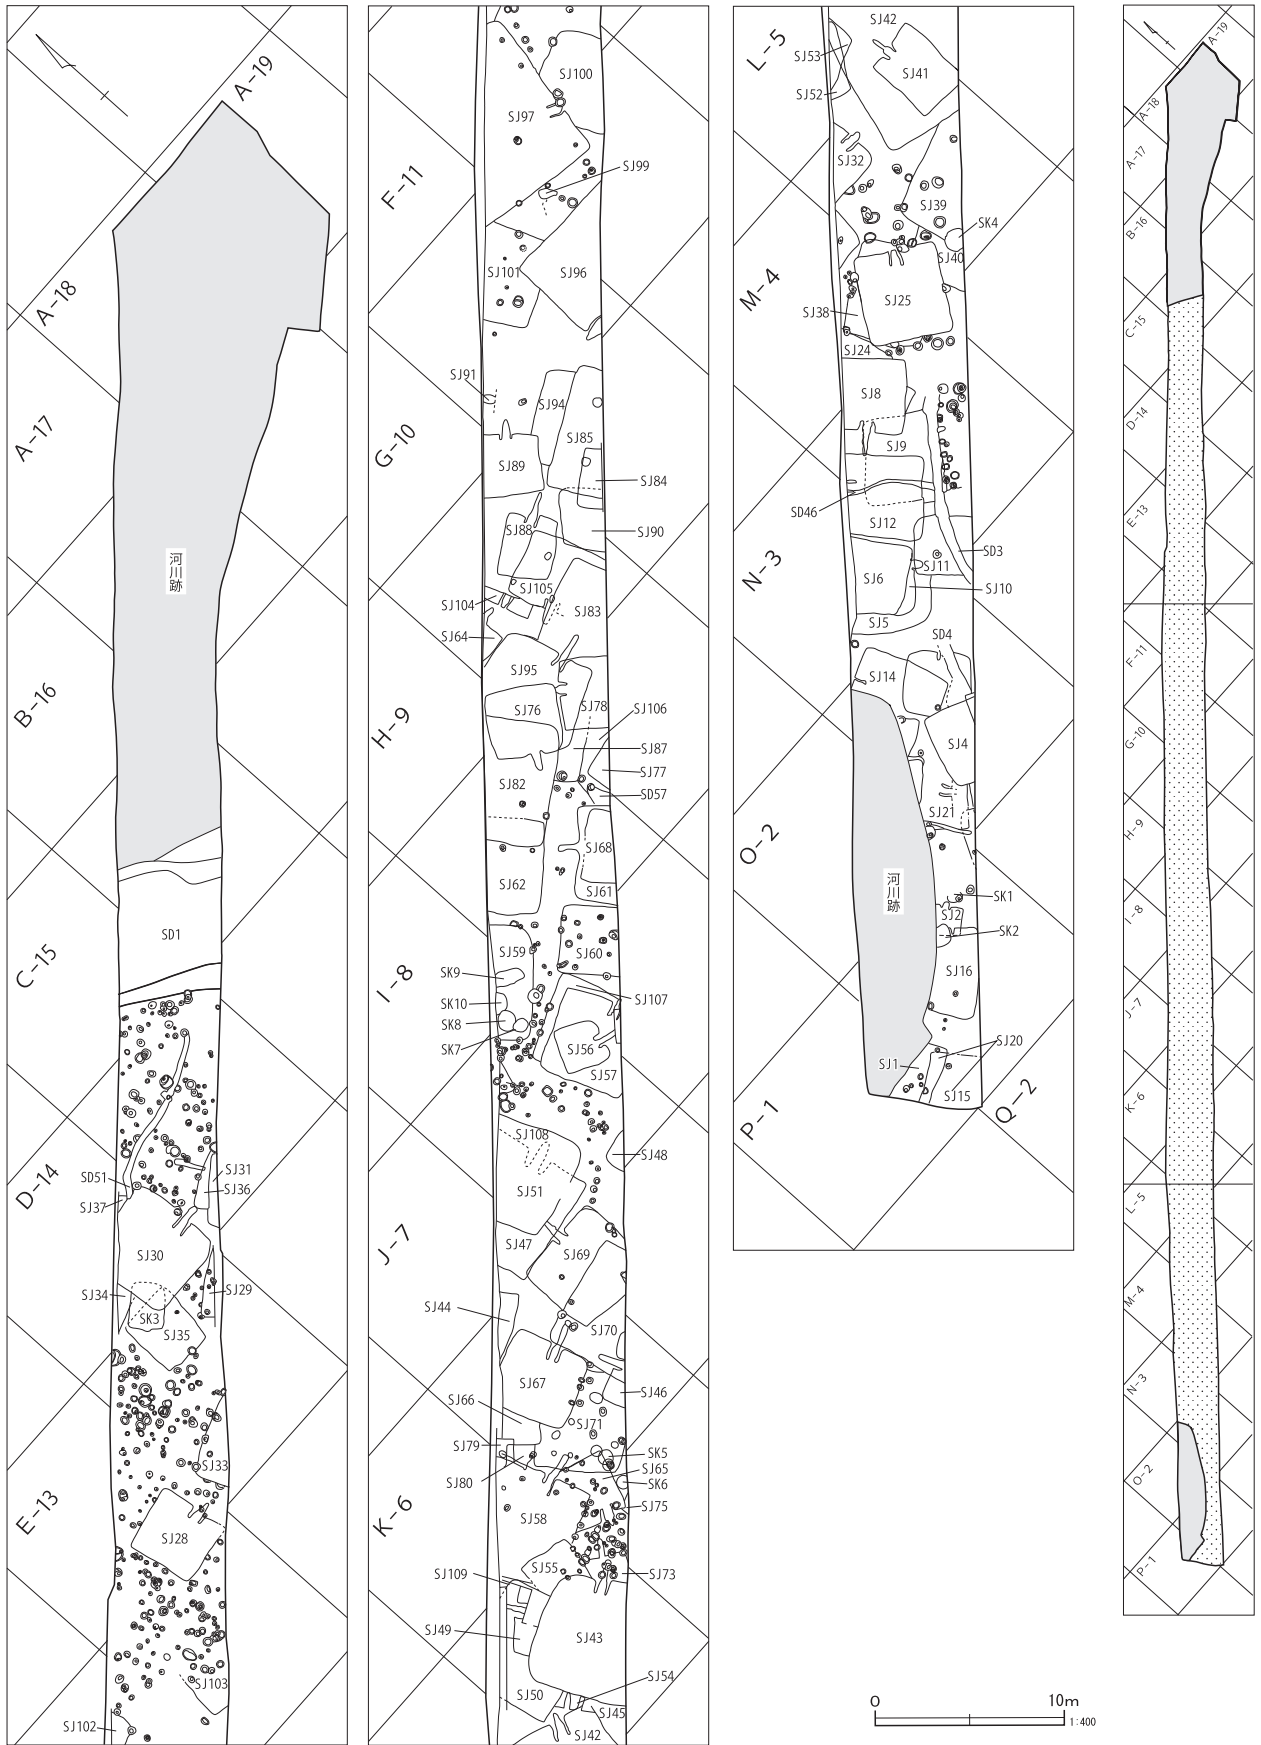 A-19
A-18
A-17
河川跡
B-16
SD1
C-15
D-14
SD51
SJ37
SJ31
SJ36
SJ30
SJ34
SJ29
SK3
SJ35
SJ33
E-13
SJ28
SJ103
SJ102
SJ100
SJ97
SJ99
F-11
SJ101
SJ96
SJ91
SJ94
G-10
SJ85
SJ89
SJ84
SJ88
SJ90
SJ105
SJ104
SJ83
SJ64
SJ95
H-9
SJ76
SJ78
SJ106
SJ87
SJ77
SJ82
SD57
SJ68
SJ62
SJ61
SJ59
SJ60
I-8
SK9
SK10
SJ107
SK8
SK7
SJ56
SJ57
SJ108
SJ48
SJ51
J-7
SJ47
SJ69
SJ44
SJ70
SJ67
SJ66
SJ46
SJ71
SJ79
SK5
SJ80
SJ65
SK6
K-6
SJ75
SJ58
SJ55
SJ109
SJ73
SJ49
SJ43
SJ54
SJ50
SJ45
SJ42
L-5
SJ42
SJ53
SJ41
SJ52
SJ32
SJ39
SK4
SJ40
M-4
SJ25
SJ38
SJ24
SJ8
SJ9
SD46
SJ12
SD3
N-3
SJ6
SJ11
SJ10
SJ5
SD4
SJ14
SJ4
SJ21
O-2
河川跡
SK1
SJ2
SK2
SJ16
SJ1
SJ20
SJ15
P-1
Q-2
A-19
A-18
A-17
B-16
C-15
D-14
E-13
F-11
G-10
H-9
I-8
J-7
K-6
L-5
M-4
N-3
O-2
P-1
0 10m
1:400